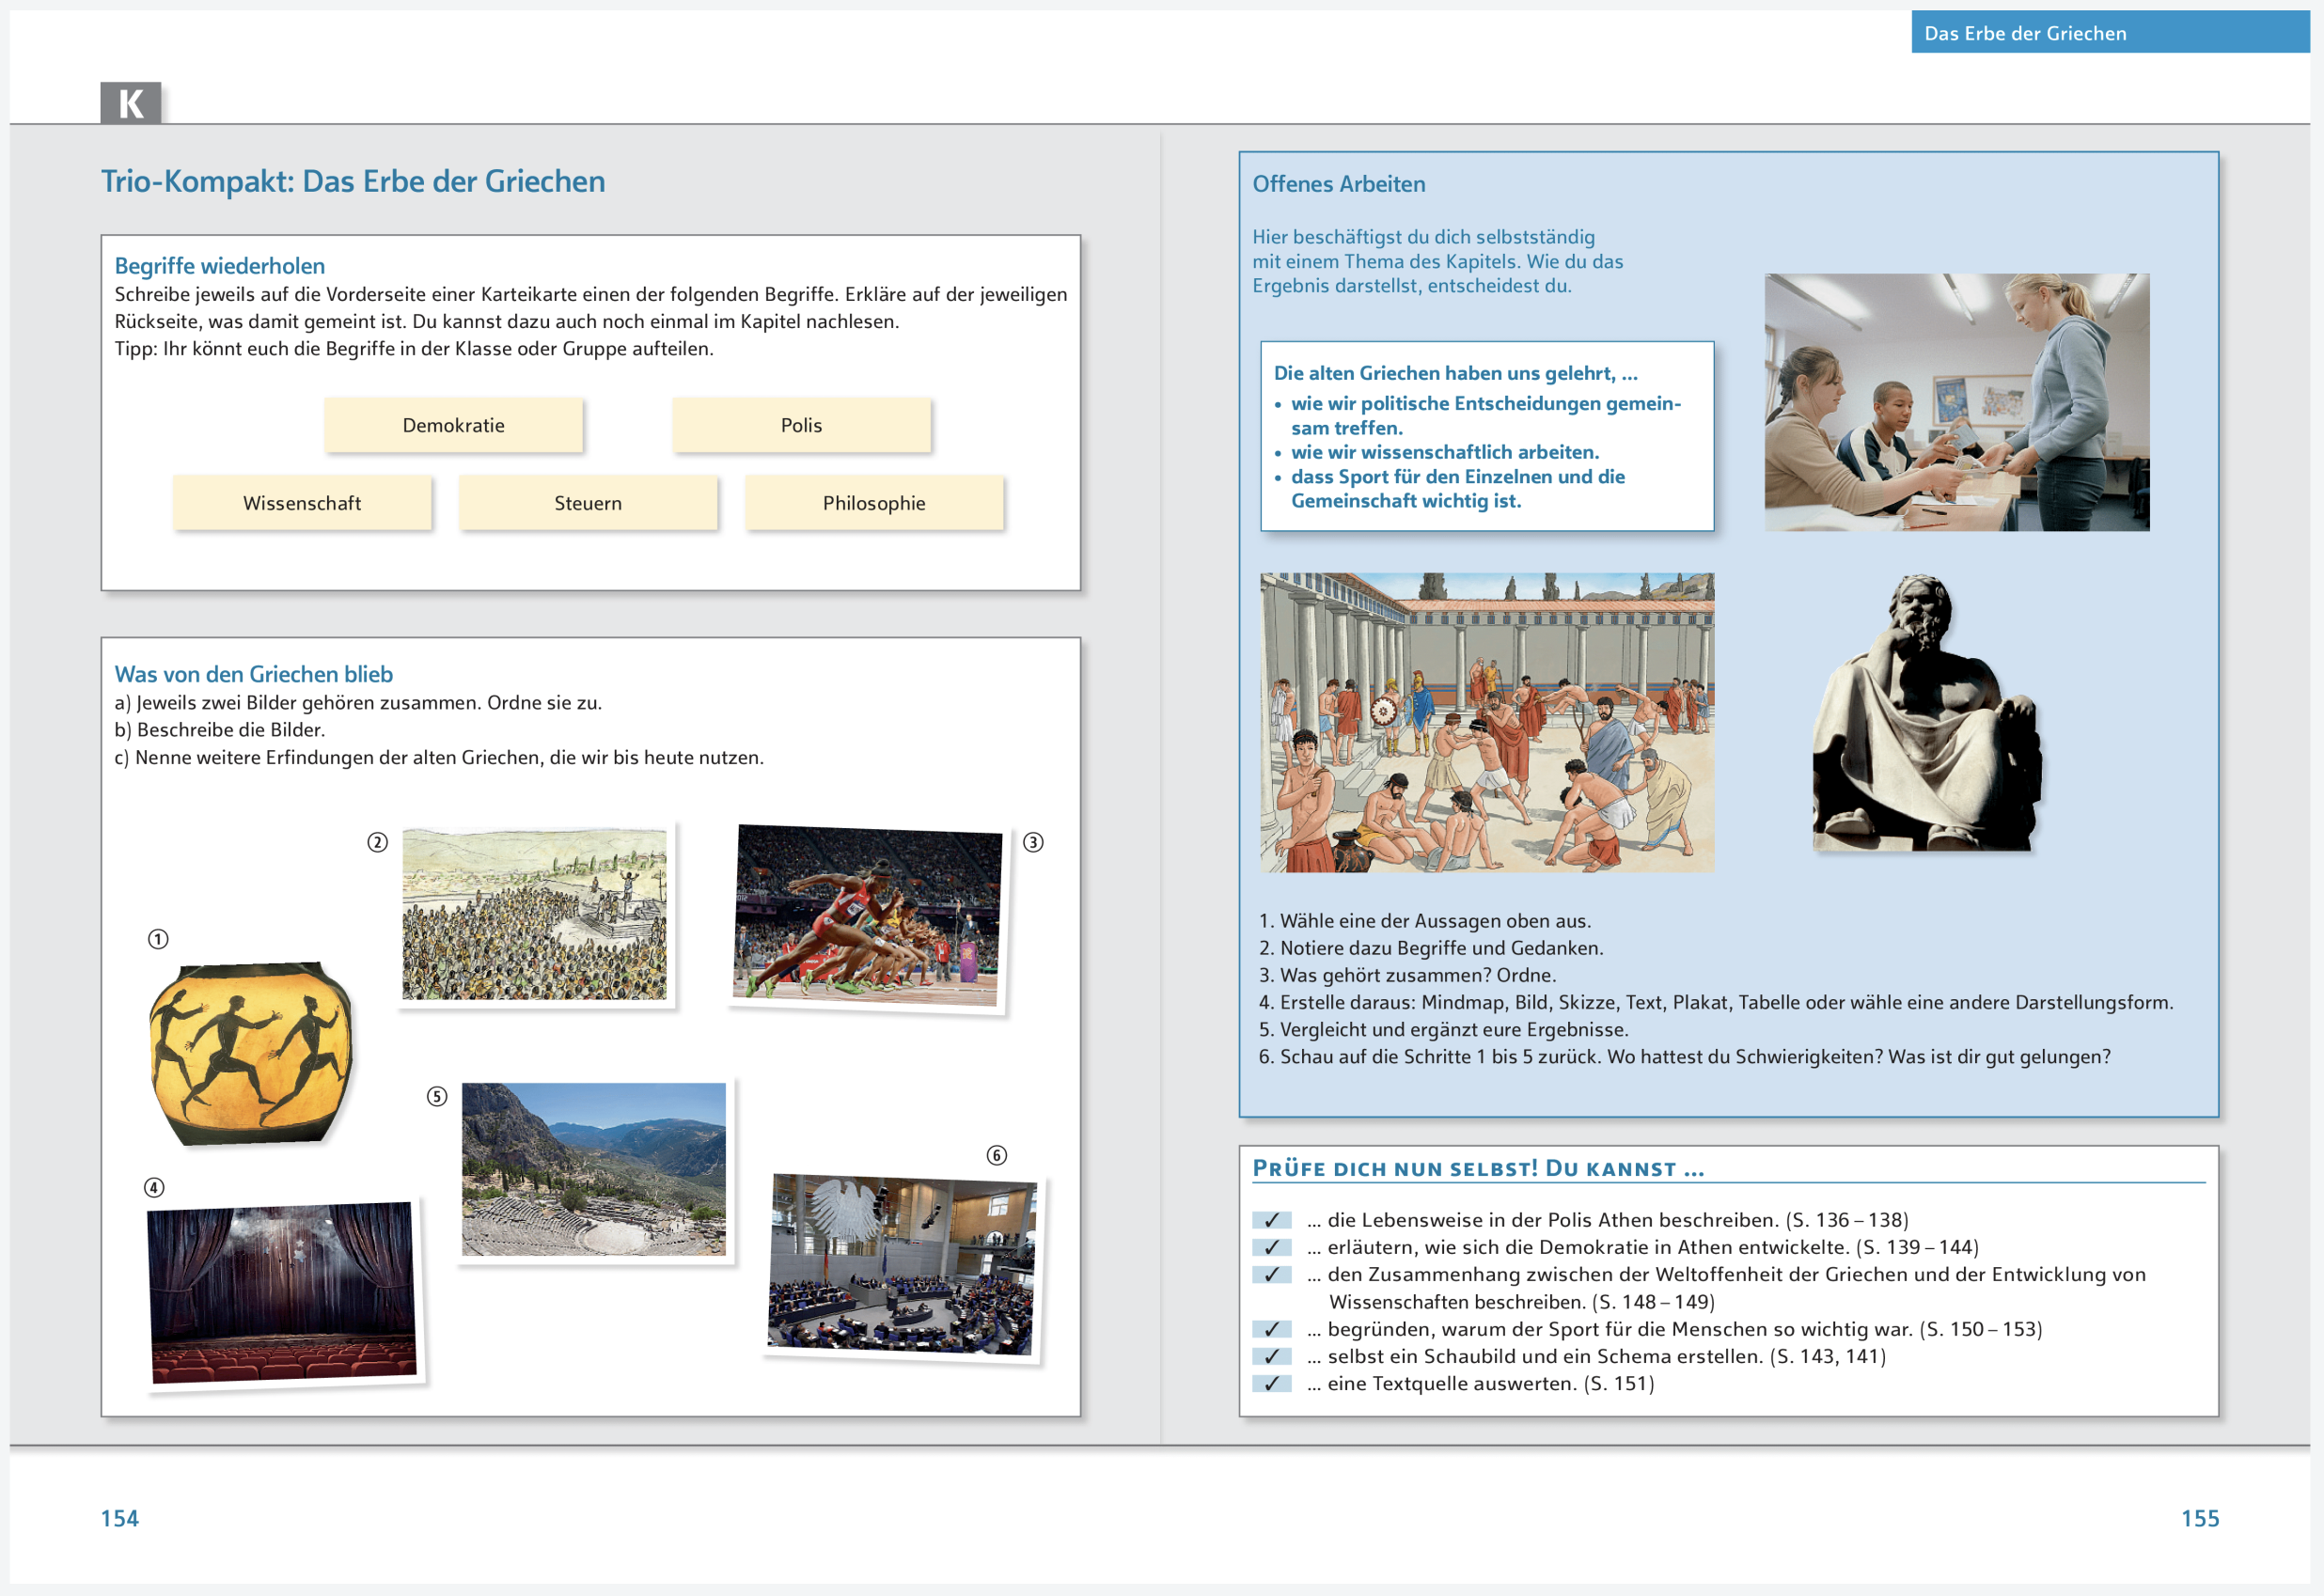 Das Erbe der Griechen
K
Trio-Kompakt: Das Erbe der Griechen
Begriffe wiederholen
Schreibe jeweils auf die Vorderseite einer Karteikarte einen der folgenden Begriffe. Erkläre auf der jeweiligen
Rückseite, was damit gemeint ist. Du kannst dazu auch noch einmal im Kapitel nachlesen.
Tipp: Ihr könnt euch die Begriffe in der Klasse oder Gruppe aufteilen.
Demokratie
Polis
Wissenschaft
Steuern
Philosophie
Was von den Griechen blieb
a) Jeweils zwei Bilder gehören zusammen. Ordne sie zu.
b) Beschreibe die Bilder.
c) Nenne weitere Erfindungen der alten Griechen, die wir bis heute nutzen.
①
②
③
④
⑤
⑥
154
Offenes Arbeiten
Hier beschäftigst du dich selbstständig
mit einem Thema des Kapitels. Wie du das
Ergebnis darstellst, entscheidest du.
Die alten Griechen haben uns gelehrt, ...
• wie wir politische Entscheidungen gemein-
sam treffen.
• wie wir wissenschaftlich arbeiten.
• dass Sport für den Einzelnen und die
Gemeinschaft wichtig ist.
1. Wähle eine der Aussagen oben aus.
2. Notiere dazu Begriffe und Gedanken.
3. Was gehört zusammen? Ordne.
4. Erstelle daraus: Mindmap, Bild, Skizze, Text, Plakat, Tabelle oder wähle eine andere Darstellungsform.
5. Vergleicht und ergänzt eure Ergebnisse.
6. Schau auf die Schritte 1 bis 5 zurück. Wo hattest du Schwierigkeiten? Was ist dir gut gelungen?
PRÜFE DICH NUN SELBST! DU KANNST ...
✓ ... die Lebensweise in der Polis Athen beschreiben. (S. 136 – 138)
✓ ... erläutern, wie sich die Demokratie in Athen entwickelte. (S. 139 – 144)
✓ ... den Zusammenhang zwischen der Weltoffenheit der Griechen und der Entwicklung von
Wissenschaften beschreiben. (S. 148 – 149)
✓ ... begründen, warum der Sport für die Menschen so wichtig war. (S. 150 – 153)
✓ ... selbst ein Schaubild und ein Schema erstellen. (S. 143, 141)
✓ ... eine Textquelle auswerten. (S. 151)
155